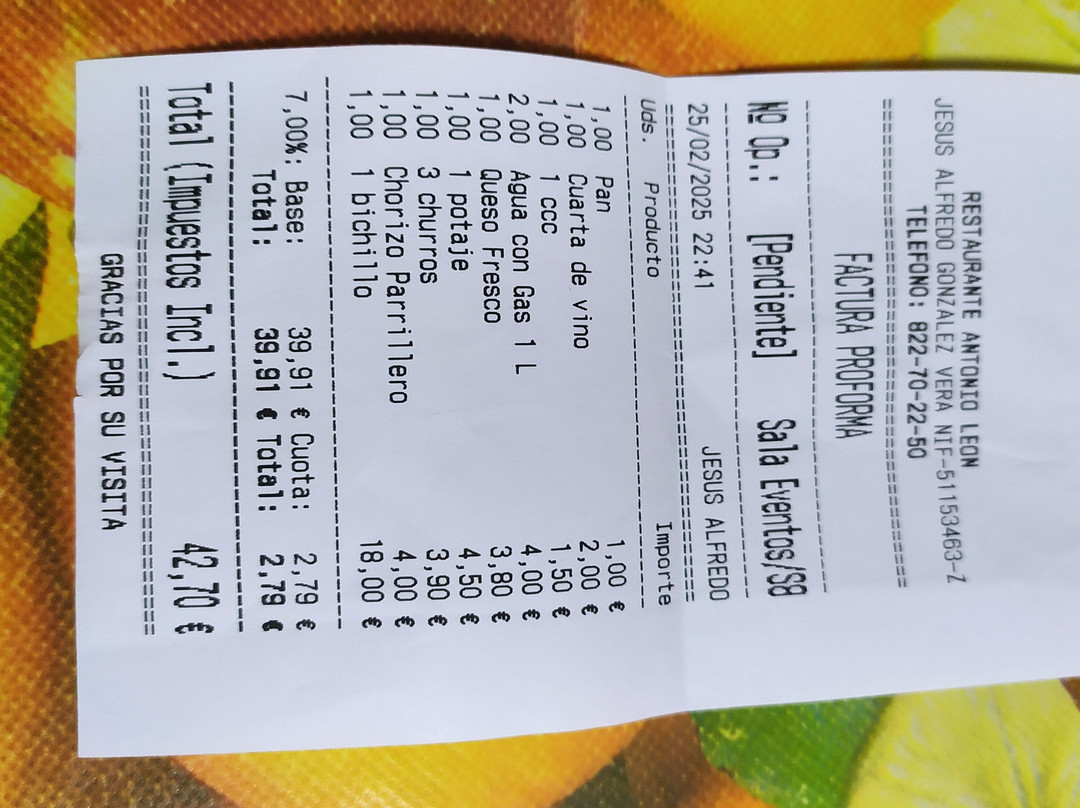 RESTAURANTE ANTONIO LEON
JESUS ALFREDO GONZALEZ VERA NIF-51153463-Z
TELEFONO: 822-70-22-50
========================================
FACTURA PROFORMA
----------------------------------------
Nº Op.: [Pendiente] Sala Eventos/S8
----------------------------------------
25/02/2025 22:41 JESUS ALFREDO
========================================
Uds. Producto Importe
----------------------------------------
1,00 Pan 1,00 €
1,00 Cuarta de vino 2,00 €
1,00 1 ccc 1,50 €
2,00 Agua con Gas 1 L 4,00 €
1,00 Queso Fresco 3,80 €
1,00 1 potaje 4,50 €
1,00 3 churros 3,90 €
1,00 Chorizo Parrillero 4,00 €
1,00 1 bichillo 18,00 €
----------------------------------------
7,00%: Base: 39,91 € Cuota: 2,79 €
Total: 39,91 € Total: 2,79 €
----------------------------------------
Total (Impuestos Incl.) 42,70 €
========================================
GRACIAS POR SU VISITA